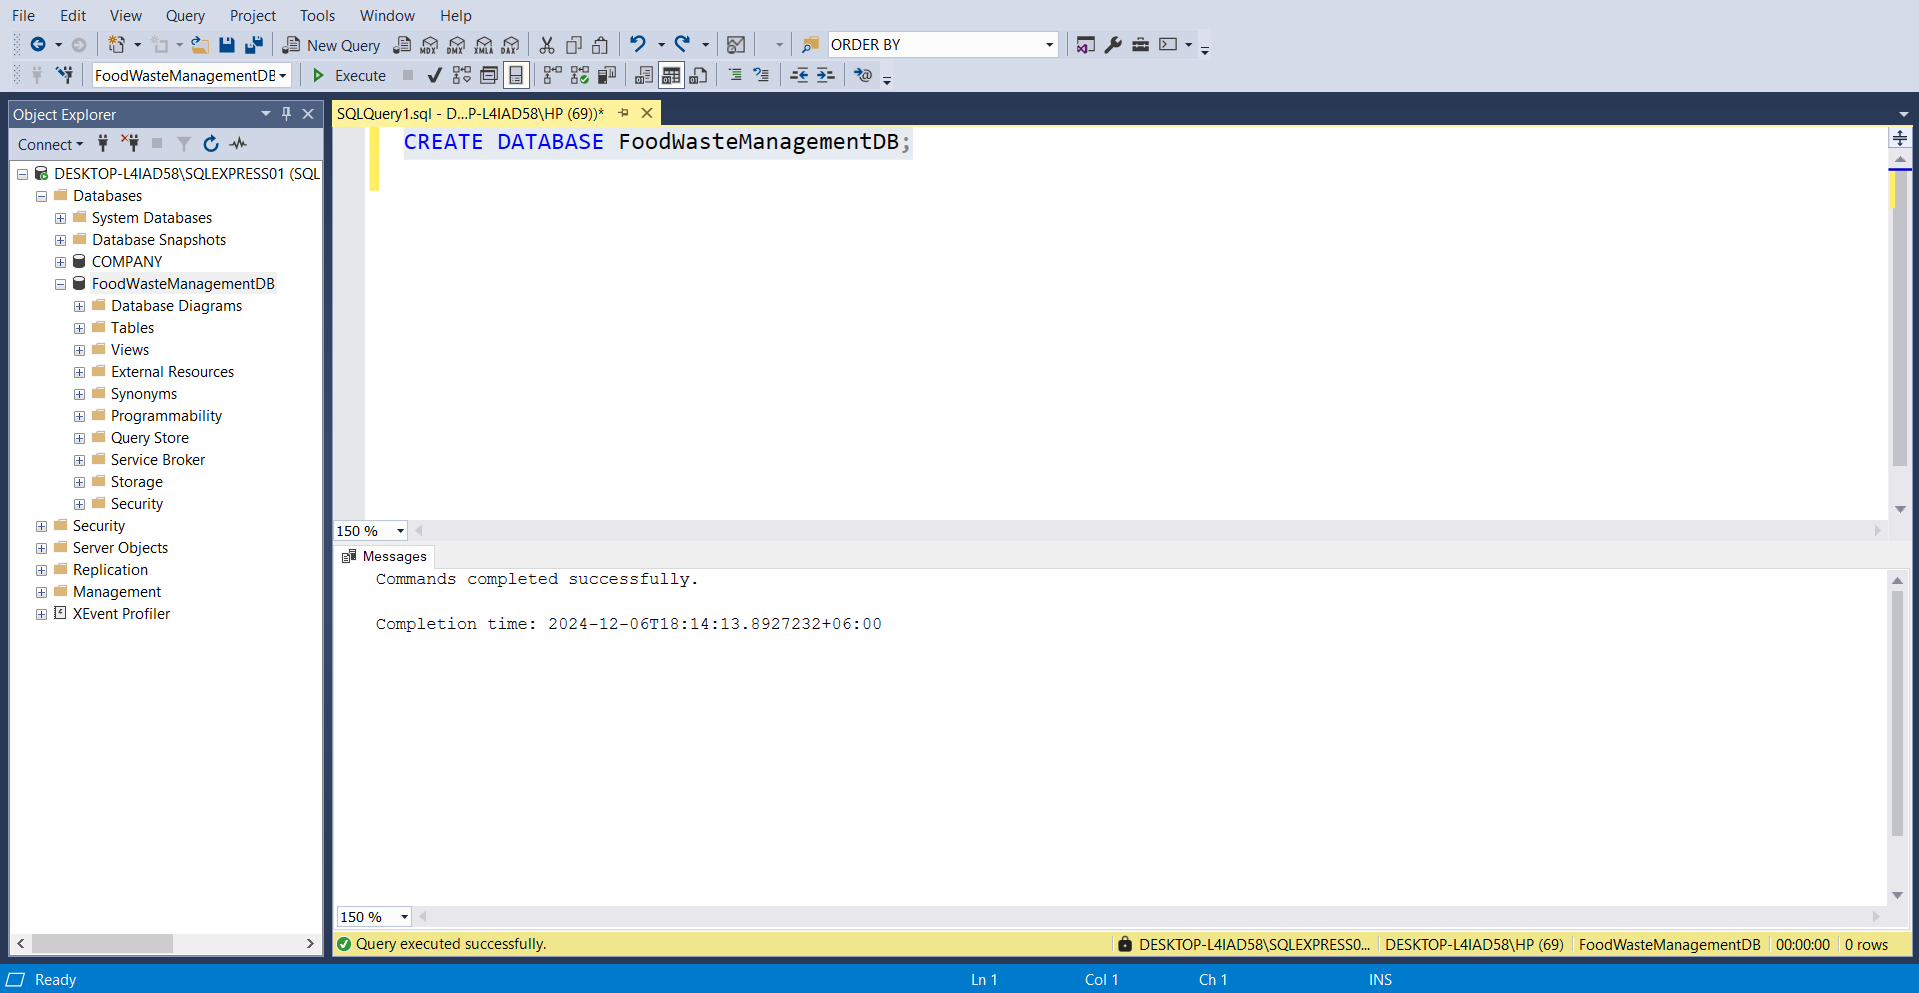 File Edit View Query Project Tools Window Help
New Query MDX DMX XMLA DAX ORDER BY
FoodWasteManagementDB Execute
Object Explorer
Connect
DESKTOP-L4IAD58\SQLEXPRESS01 (SQL
Databases
System Databases
Database Snapshots
COMPANY
FoodWasteManagementDB
Database Diagrams
Tables
Views
External Resources
Synonyms
Programmability
Query Store
Service Broker
Storage
Security
Security
Server Objects
Replication
Management
XEvent Profiler
SQLQuery1.sql - D...P-L4IAD58\HP (69))*
CREATE DATABASE FoodWasteManagementDB;
150 %
Messages
Commands completed successfully.
Completion time: 2024-12-06T18:14:13.8927232+06:00
150 %
Query executed successfully. DESKTOP-L4IAD58\SQLEXPRESS0... DESKTOP-L4IAD58\HP (69) FoodWasteManagementDB 00:00:00 0 rows
Ready Ln 1 Col 1 Ch 1 INS